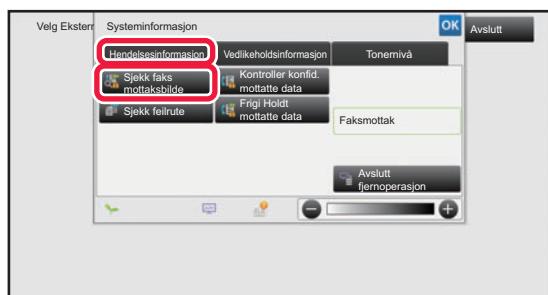 Velg Ekstern
Systeminformasjon
OK
Avslutt
Hendelsesinformasjon
Vedlikeholdsinformasjon
Tonernivå
Sjekk faks
mottaksbilde
Kontroller konfid.
mottatte data
Sjekk feilrute
Frigi Holdt
mottatte data
Faksmottak
Avslutt
fjernoperasjon